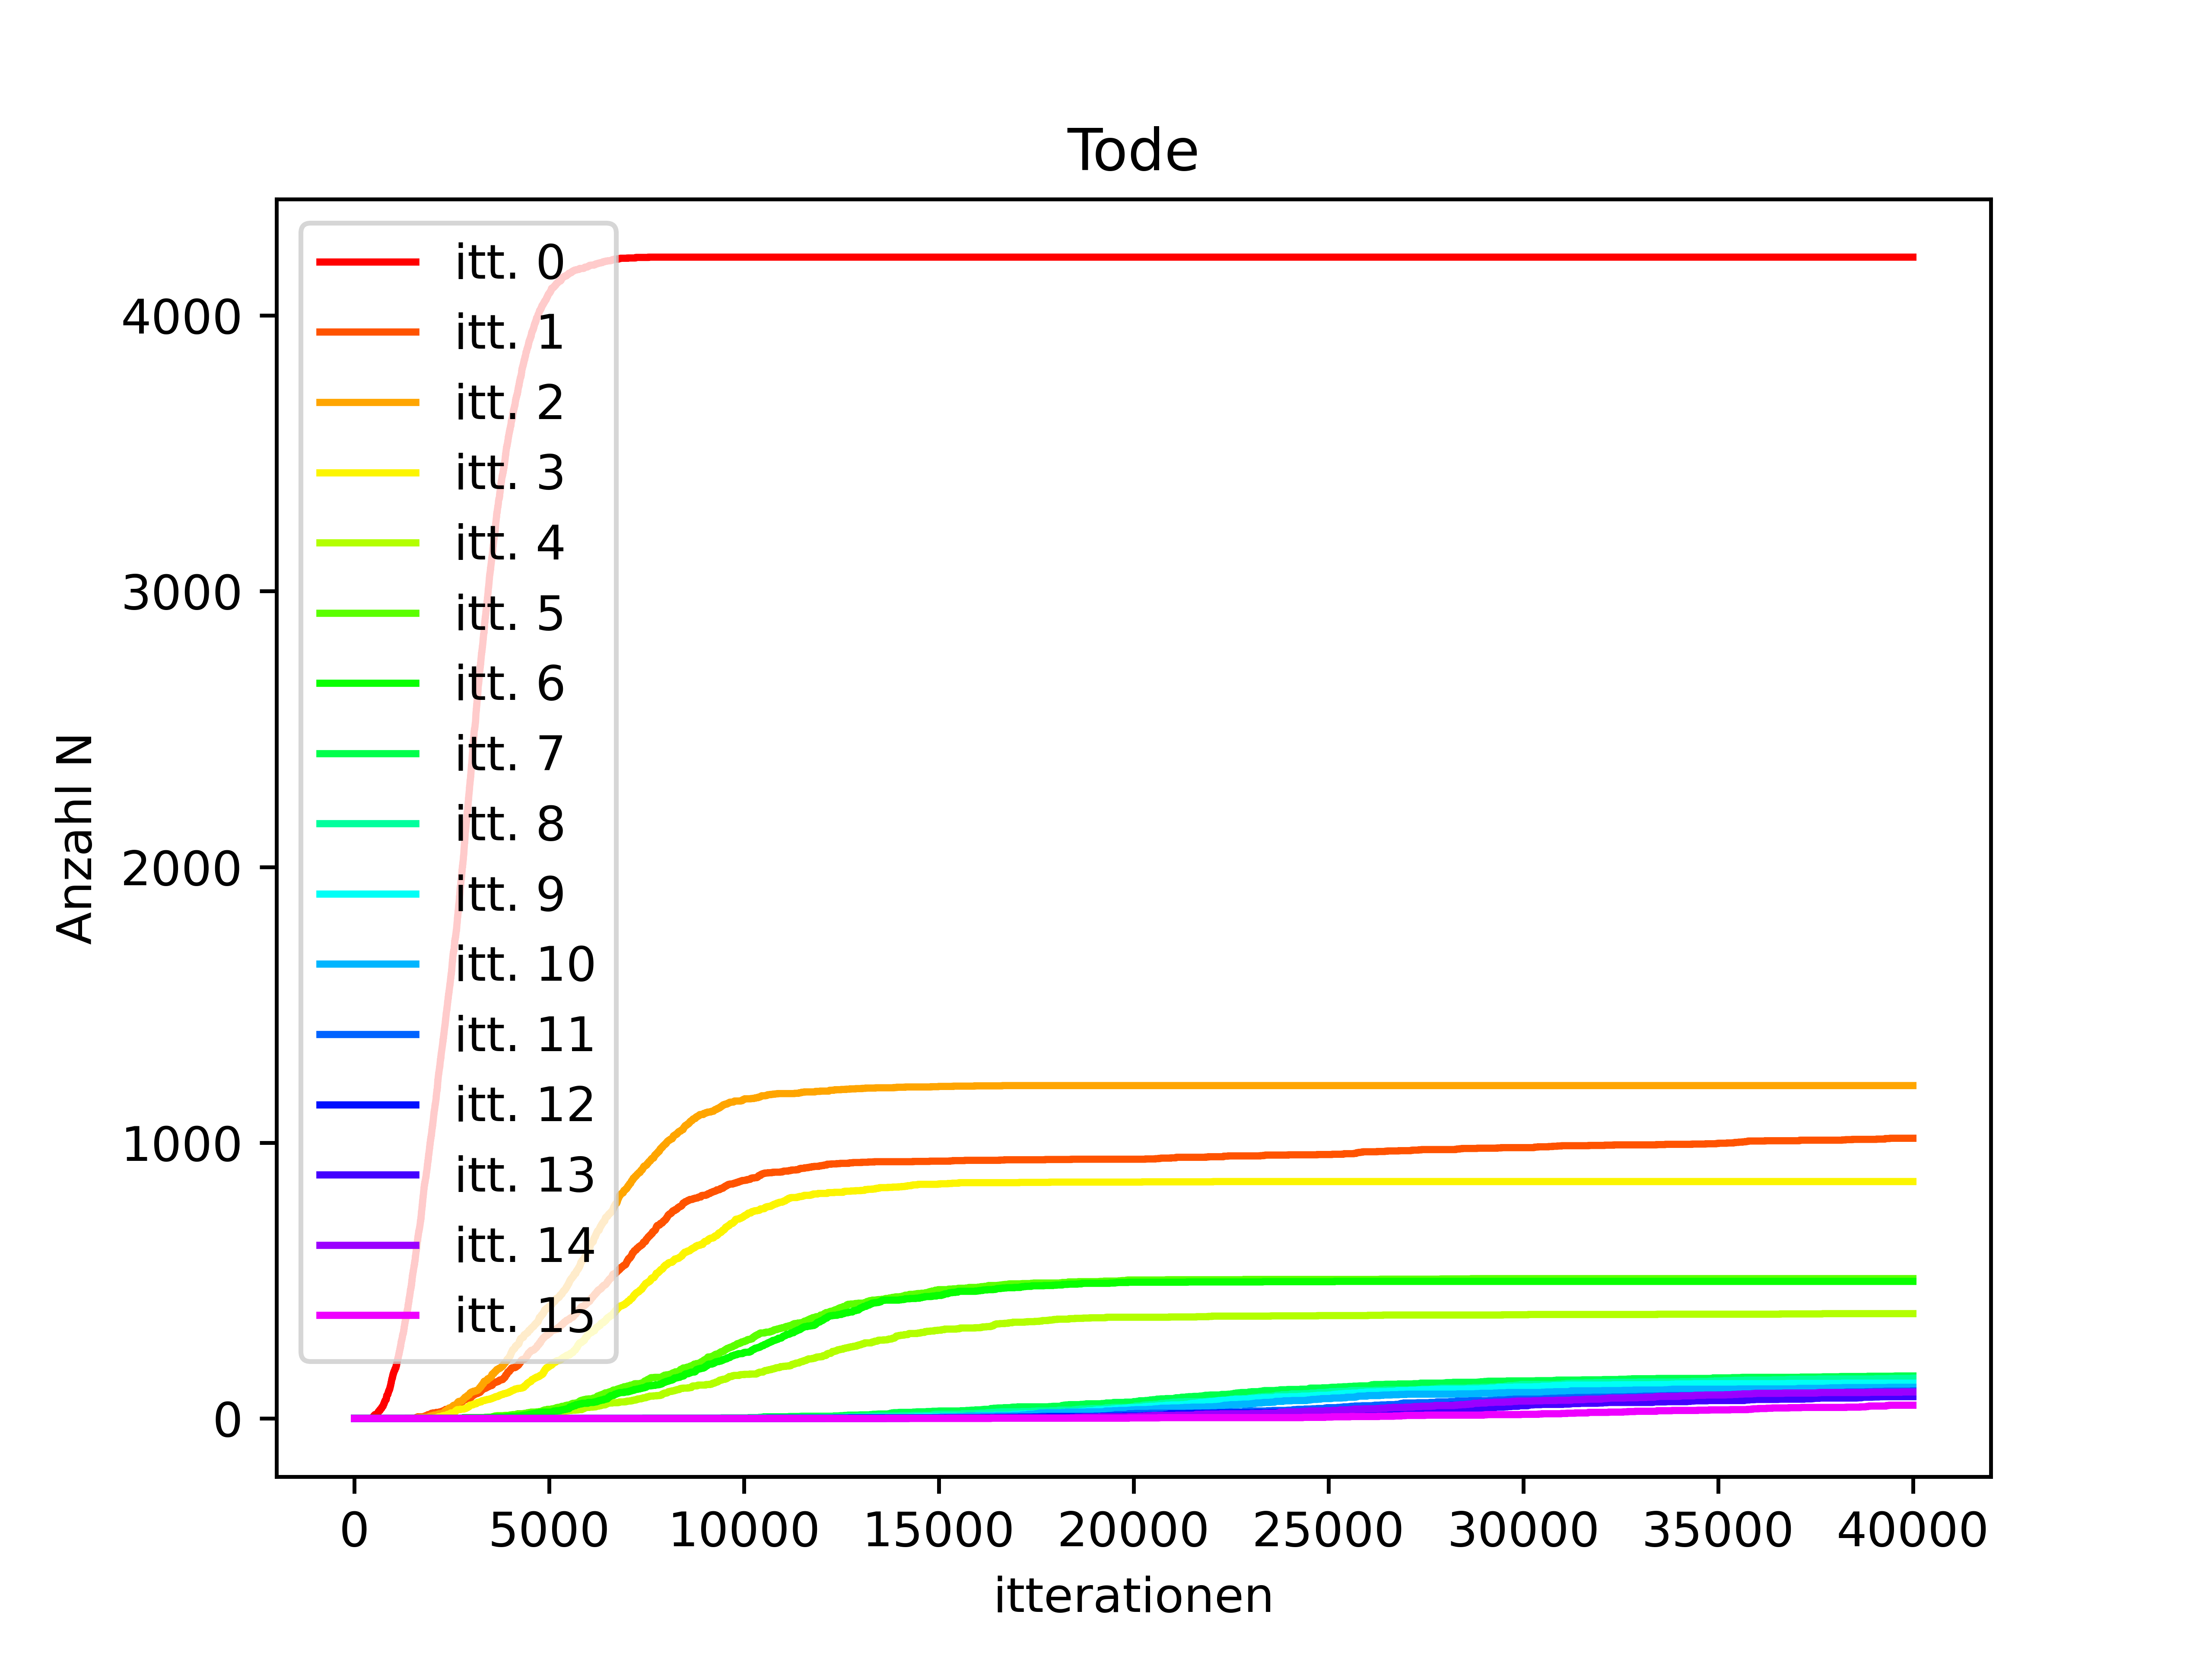 Tode
itt. 0
itt. 1
itt. 2
itt. 3
itt. 4
itt. 5
itt. 6
itt. 7
itt. 8
itt. 9
itt. 10
itt. 11
itt. 12
itt. 13
itt. 14
itt. 15
4000
3000
2000
1000
0
Anzahl N
0 5000 10000 15000 20000 25000 30000 35000 40000
itterationen